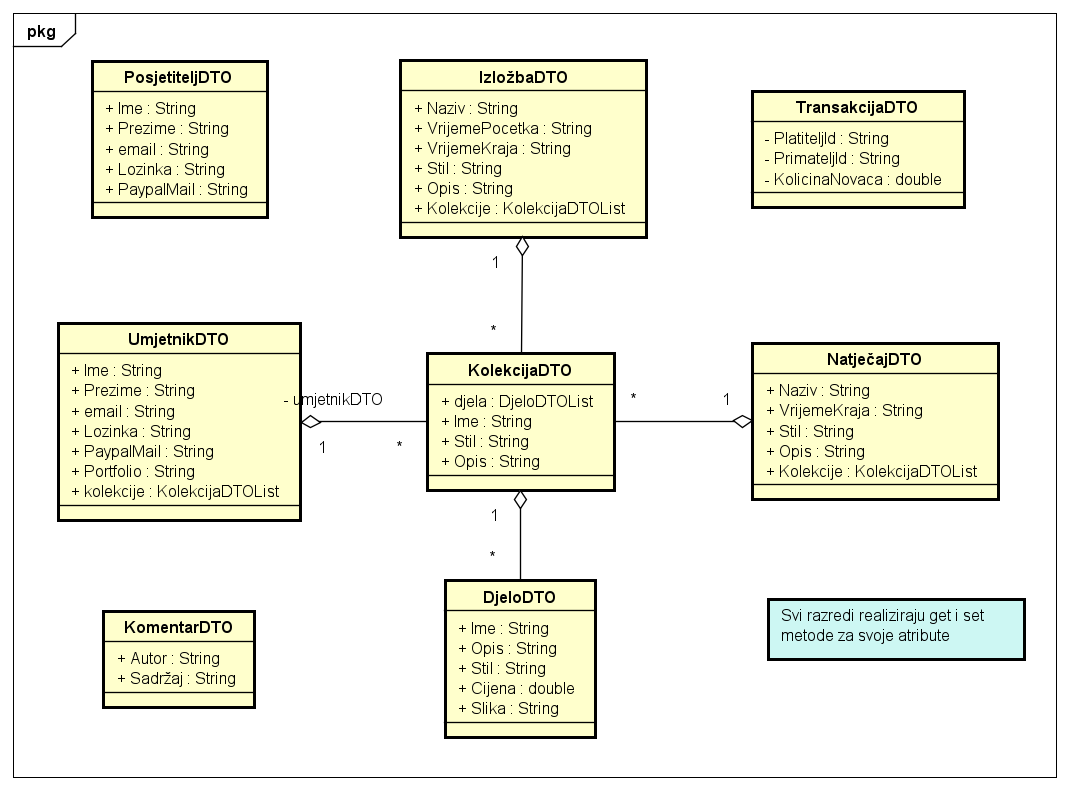 pkg
PosjetiteljDTO
+ Ime : String
+ Prezime : String
+ email : String
+ Lozinka : String
+ PaypalMail : String
IzložbaDTO
+ Naziv : String
+ VrijemePocetka : String
+ VrijemeKraja : String
+ Stil : String
+ Opis : String
+ Kolekcije : KolekcijaDTOList
TransakcijaDTO
- PlatiteljId : String
- PrimateljId : String
- KolicinaNovaca : double
1
*
UmjetnikDTO
+ Ime : String
+ Prezime : String
+ email : String
+ Lozinka : String
+ PaypalMail : String
+ Portfolio : String
+ kolekcije : KolekcijaDTOList
- umjetnikDTO
1
*
KolekcijaDTO
+ djela : DjeloDTOList
+ Ime : String
+ Stil : String
+ Opis : String
*
1
NatječajDTO
+ Naziv : String
+ VrijemeKraja : String
+ Stil : String
+ Opis : String
+ Kolekcije : KolekcijaDTOList
1
*
KomentarDTO
+ Autor : String
+ Sadržaj : String
DjeloDTO
+ Ime : String
+ Opis : String
+ Stil : String
+ Cijena : double
+ Slika : String
Svi razredi realiziraju get i set
metode za svoje atribute